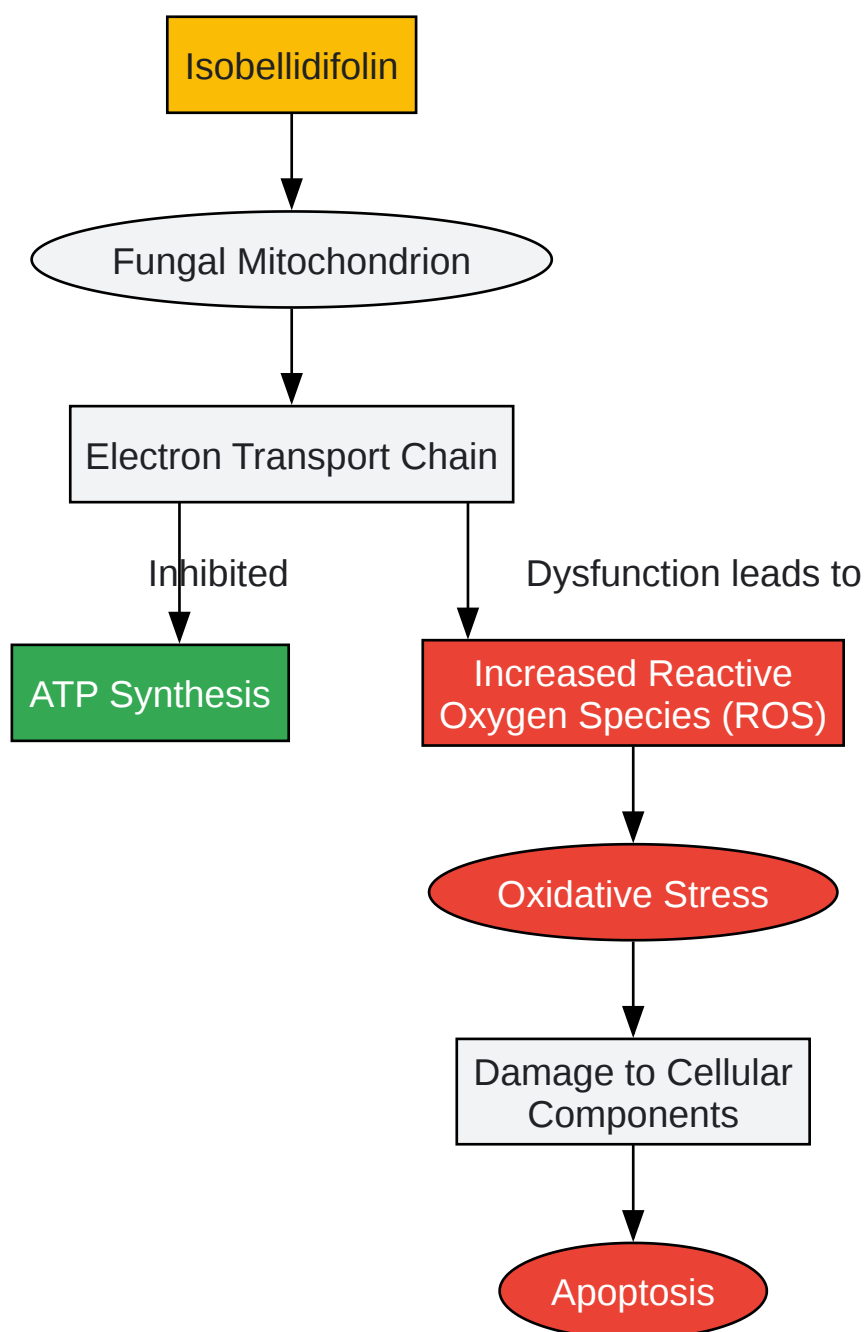 Isobellidifolin
Fungal Mitochondrion
Electron Transport Chain
Inhibited
Dysfunction leads to
ATP Synthesis
Increased Reactive
Oxygen Species (ROS)
Oxidative Stress
Damage to Cellular
Components
Apoptosis